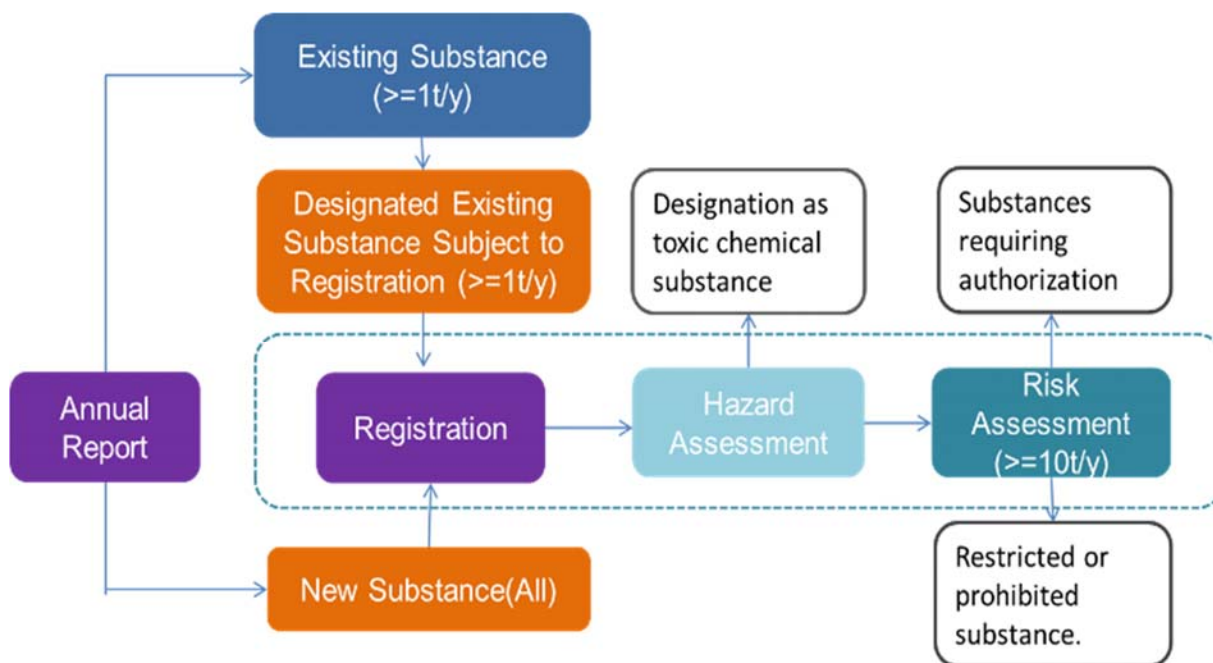 Existing Substance
(>=1t/y)
Designated Existing
Substance Subject to
Registration (>=1t/y)
Designation as
toxic chemical
substance
Substances
requiring
authorization
Annual
Report
Registration
Hazard
Assessment
Risk
Assessment
(>=10t/y)
New Substance(All)
Restricted or
prohibited
substance.